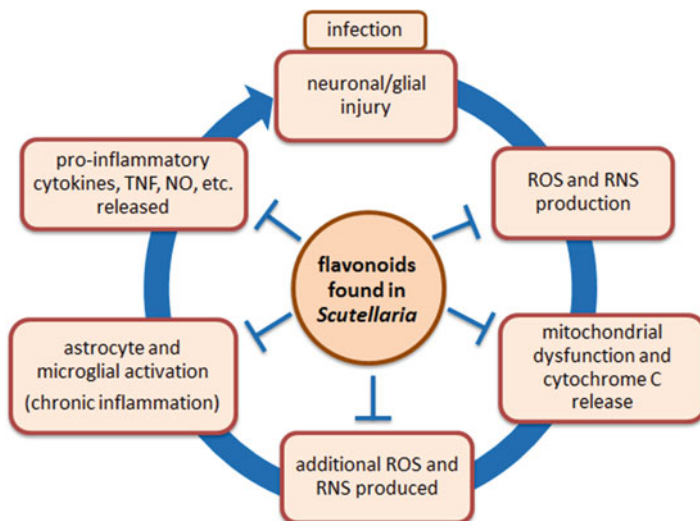 infection
neuronal/glial
injury
ROS and RNS
production
mitochondrial
dysfunction and
cytochrome C
release
additional ROS and
RNS produced
astrocyte and
microglial activation
(chronic inflammation)
pro-inflammatory
cytokines, TNF, NO, etc.
released
flavonoids
found in
Scutellaria